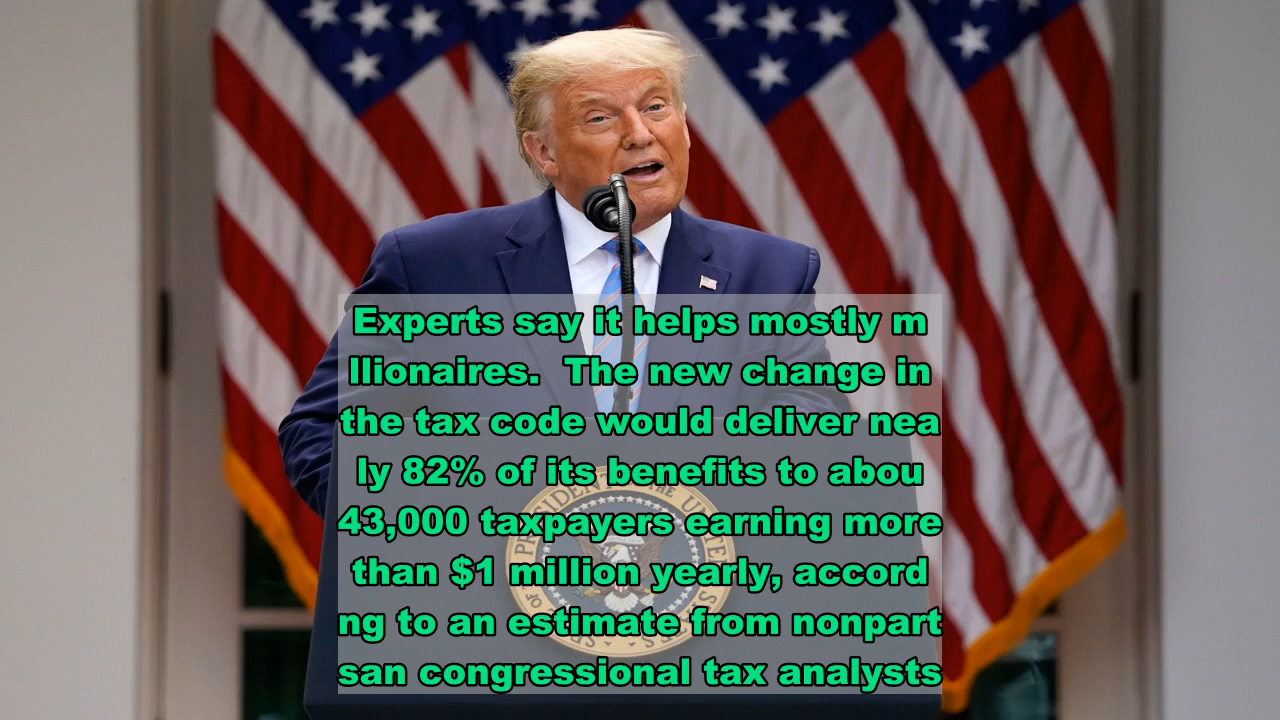 Experts say it helps mostly m
llionaires.  The new change in
the tax code would deliver nea
ly 82% of its benefits to abou
43,000 taxpayers earning more
than $1 million yearly, accord
ng to an estimate from nonpart
san congressional tax analysts